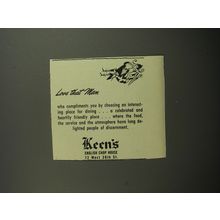 Love that Man
who compliments you by choosing an interest-
ing place for dining . . . a celebrated and
heartily friendly place . . . where the food,
the service and the atmosphere have long de-
lighted people of discernment.
Keen's
ENGLISH CHOP HOUSE
72 West 36th St.